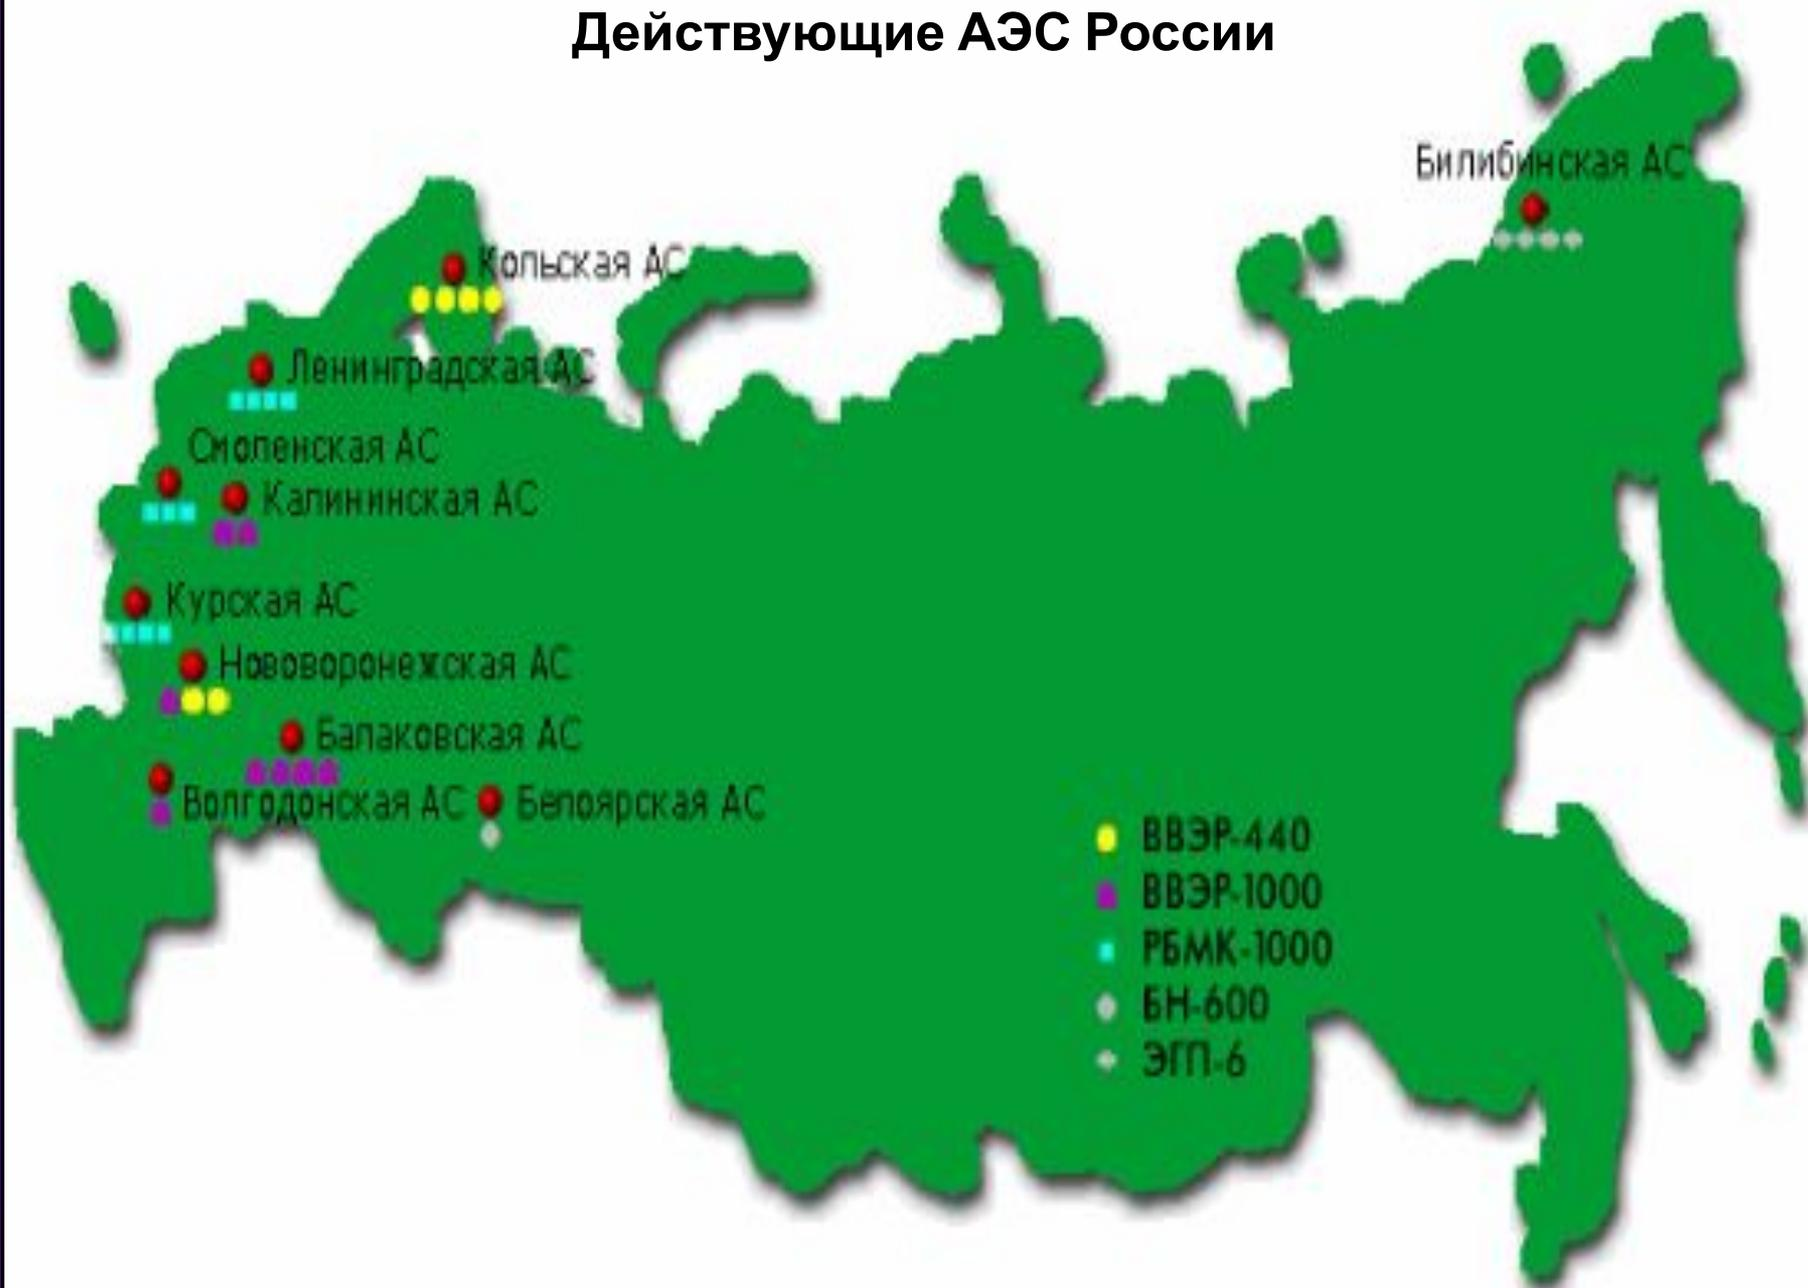 Действующие АЭС России
Билибинская АС
Кольская АС
Ленинградская АС
Смоленская АС
Калининская АС
Курская АС
Нововоронежская АС
Балаковская АС
Волгодонская АС
Белоярская АС
ВВЭР-440
ВВЭР-1000
РБМК-1000
БН-600
ЭГП-6